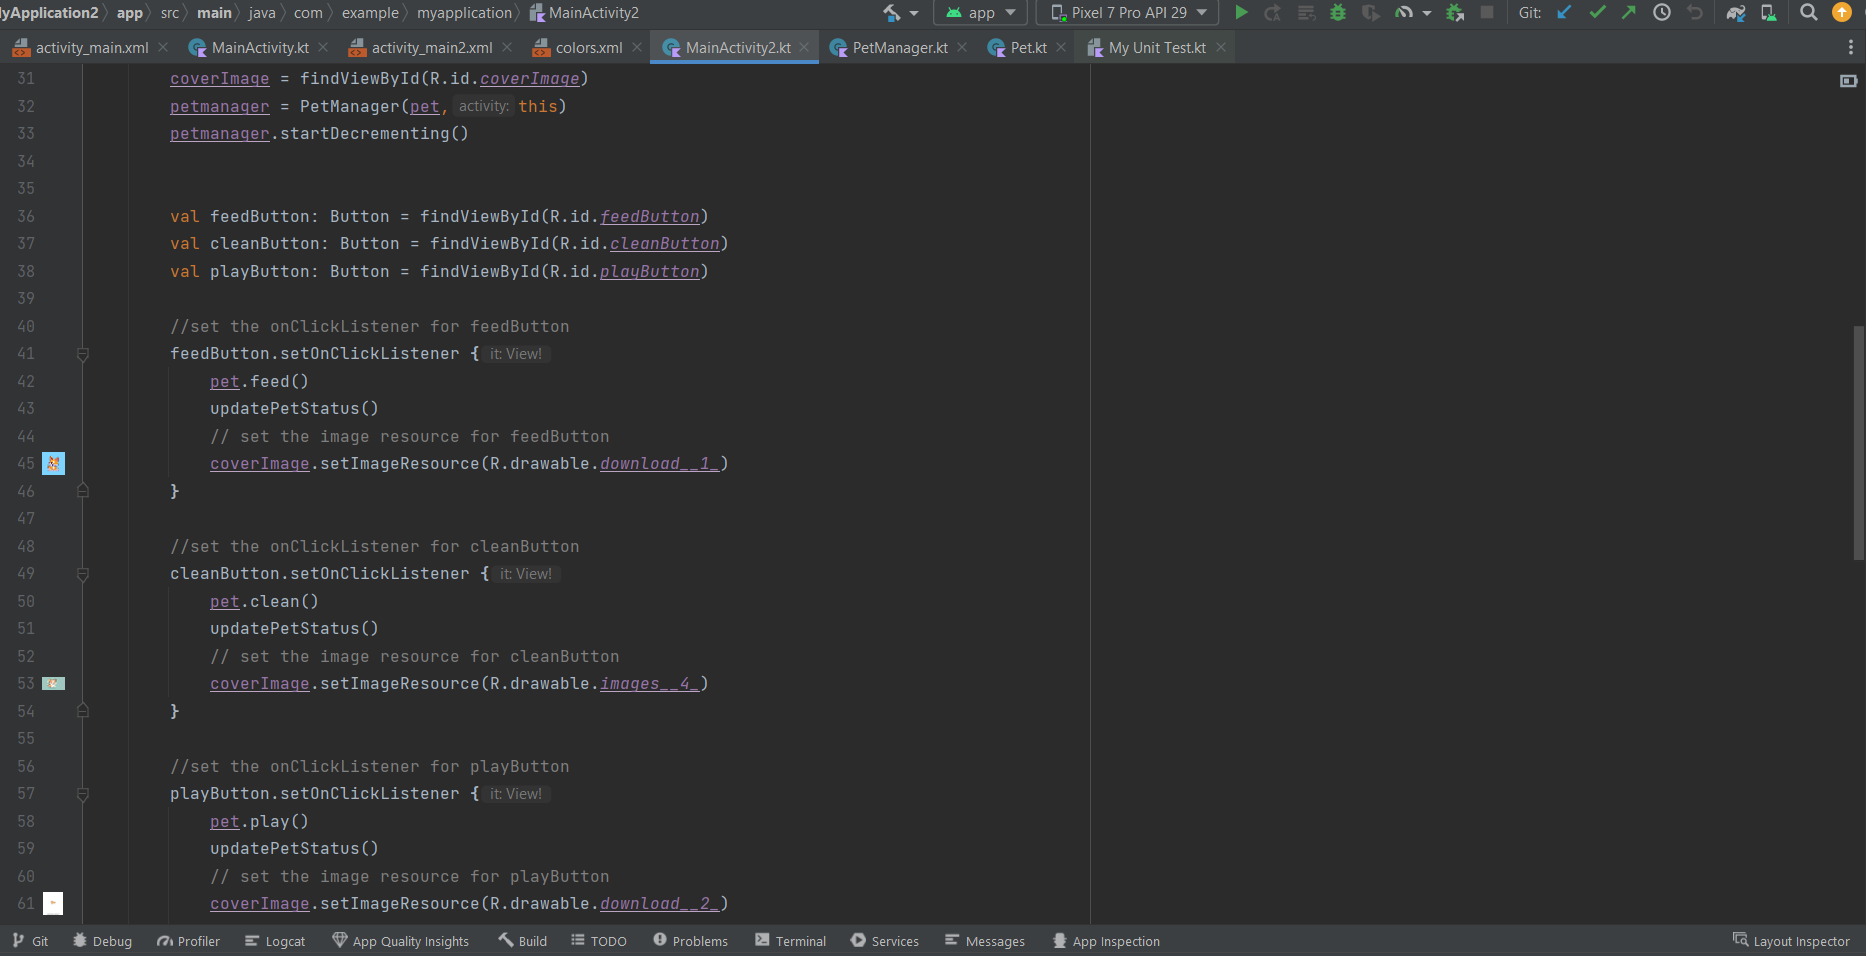 MyApplication2 app src main java com example myapplication MainActivity2 app Pixel 7 Pro API 29 Git:
activity_main.xml MainActivity.kt activity_main2.xml colors.xml MainActivity2.kt PetManager.kt Pet.kt My Unit Test.kt
31 coverImage = findViewById(R.id.coverImage)
32 petmanager = PetManager(pet, activity: this)
33 petmanager.startDecrementing()
34
35
36 val feedButton: Button = findViewById(R.id.feedButton)
37 val cleanButton: Button = findViewById(R.id.cleanButton)
38 val playButton: Button = findViewById(R.id.playButton)
39
40 //set the onClickListener for feedButton
41 feedButton.setOnClickListener { it: View!
42 pet.feed()
43 updatePetStatus()
44 // set the image resource for feedButton
45 coverImage.setImageResource(R.drawable.download__1_)
46 }
47
48 //set the onClickListener for cleanButton
49 cleanButton.setOnClickListener { it: View!
50 pet.clean()
51 updatePetStatus()
52 // set the image resource for cleanButton
53 coverImage.setImageResource(R.drawable.images__4_)
54 }
55
56 //set the onClickListener for playButton
57 playButton.setOnClickListener { it: View!
58 pet.play()
59 updatePetStatus()
60 // set the image resource for playButton
61 coverImage.setImageResource(R.drawable.download__2_)
Git Debug Profiler Logcat App Quality Insights Build TODO Problems Terminal Services Messages App Inspection Layout Inspector